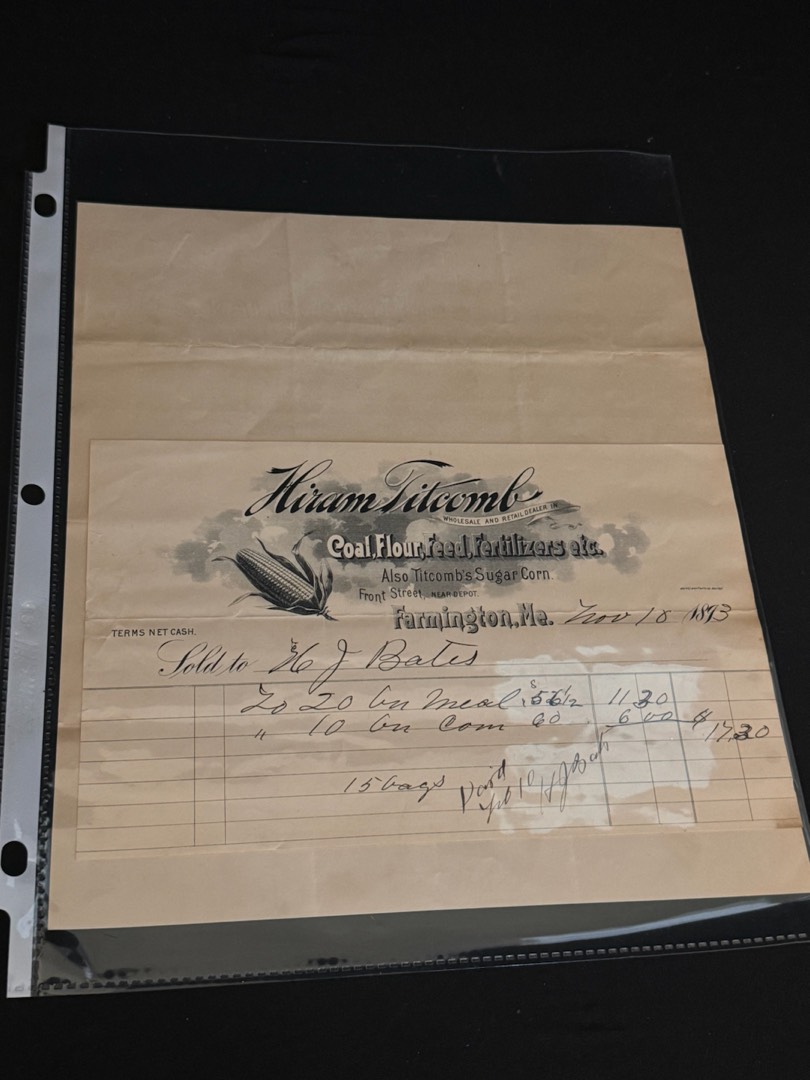 Hiram Titcomb
WHOLESALE AND RETAIL DEALER IN
Coal, Flour, Feed, Fertilizers etc.
Also Titcomb's Sugar Corn.
Front Street, NEAR DEPOT.
Farmington, Me. Nov 18 1893
TERMS NET CASH.
Sold to H J Bates
To 20 bu Meal .56 1/2 11 30
" 10 bu Corn 60 6 00 $
17.30
15 bags
Paid
H J Bates